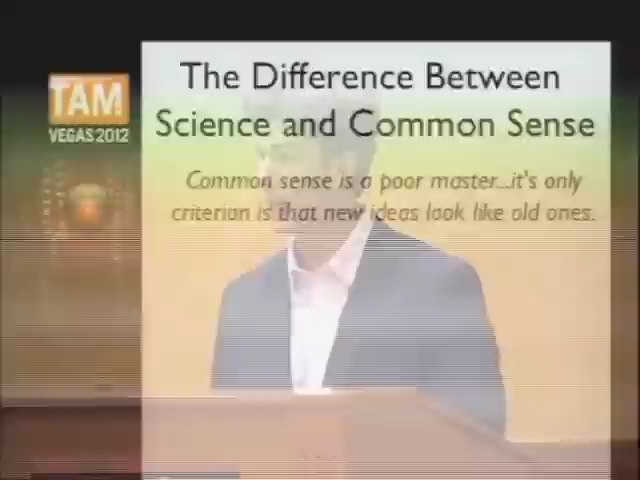 The Difference Between
Science and Common Sense
TAM
VEGAS 2012
Common sense is a poor master...it's only
criterian is that new ideas look like old ones.